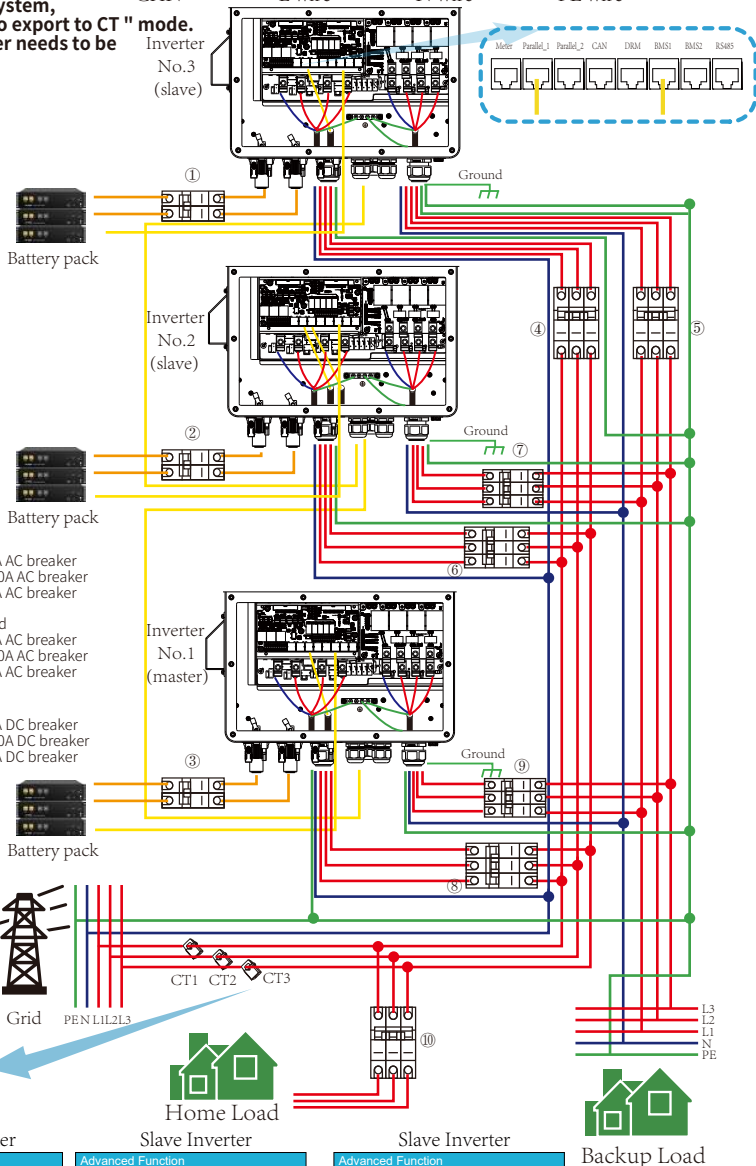 system,
o export to CT " mode.
er needs to be
Inverter
No.3
(slave)
Meter Parallel_1 Parallel_2 CAN DRM BMS1 BMS2 RS485
①
Ground
Battery pack
Inverter
No.2
(slave)
④
⑤
②
Ground
⑦
Battery pack
A AC breaker
0A AC breaker
A AC breaker
⑥
d
A AC breaker
0A AC breaker
A AC breaker
Inverter
No.1
(master)
A DC breaker
0A DC breaker
A DC breaker
③
Ground
⑨
Battery pack
⑧
CT1 CT2 CT3
Grid
PE N L1 L2 L3
⑩
L3
L2
L1
N
PE
Home Load
Backup Load
er
Slave Inverter
Slave Inverter
Advanced Function
Advanced Function